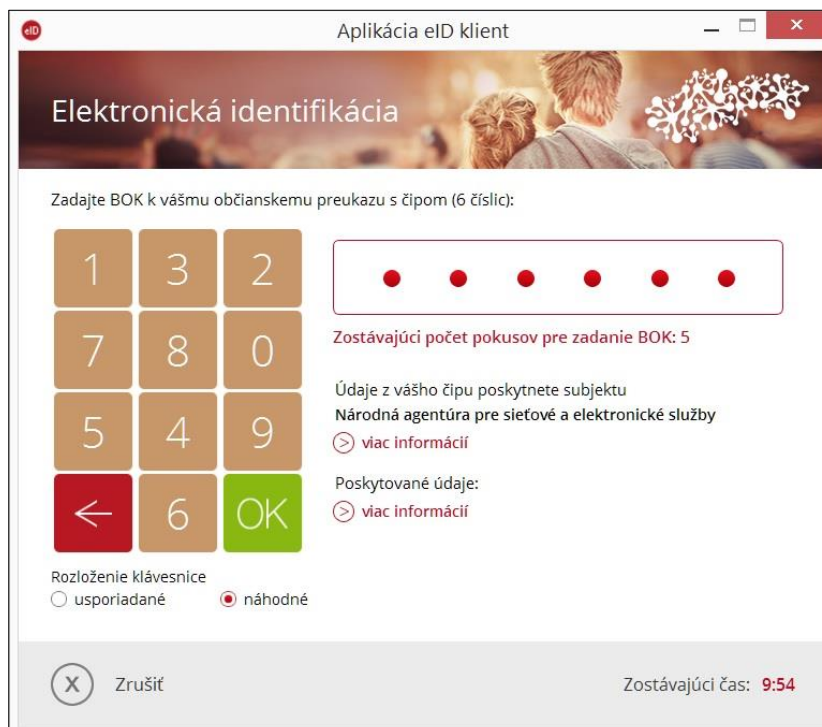 eID
Aplikácia eID klient
Elektronická identifikácia
Zadajte BOK k vášmu občianskemu preukazu s čipom (6 číslic):
1 3 2
7 8 0
5 4 9
6 OK
Zostávajúci počet pokusov pre zadanie BOK: 5
Údaje z vášho čipu poskytnete subjektu
Národná agentúra pre sieťové a elektronické služby
viac informácií
Poskytované údaje:
viac informácií
Rozloženie klávesnice
usporiadané náhodné
X Zrušiť
Zostávajúci čas: 9:54